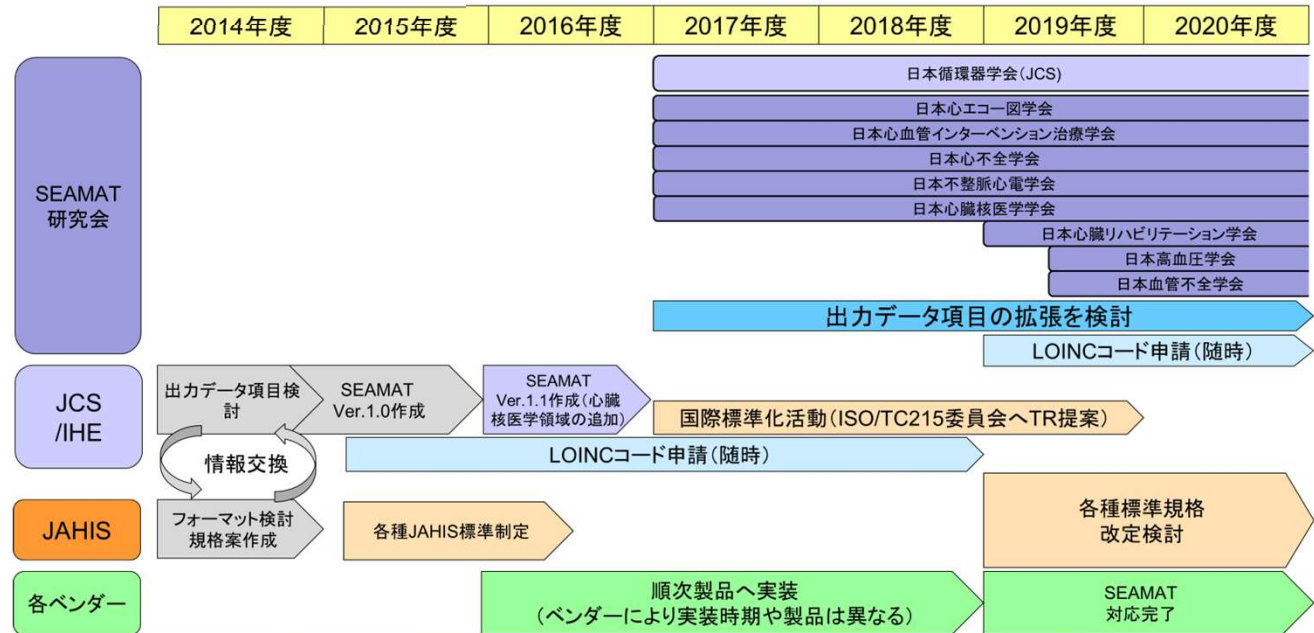 2014年度
2015年度
2016年度
2017年度
2018年度
2019年度
2020年度
SEAMAT
研究会
日本循環器学会(JCS)
日本心エコー図学会
日本心血管インターベンション治療学会
日本心不全学会
日本不整脈心電学会
日本心臓核医学学会
日本心臓リハビリテーション学会
日本高血圧学会
日本血管不全学会
出力データ項目の拡張を検討
LOINCコード申請(随時)
JCS
/IHE
出力データ項目検
討
SEAMAT
Ver.1.0作成
SEAMAT
Ver.1.1作成(心臓
核医学領域の追加)
国際標準化活動(ISO/TC215委員会へTR提案)
LOINCコード申請(随時)
情報交換
JAHIS
フォーマット検討
規格案作成
各種JAHIS標準制定
各種標準規格
改定検討
各ベンダー
順次製品へ実装
(ベンダーにより実装時期や製品は異なる)
SEAMAT
対応完了